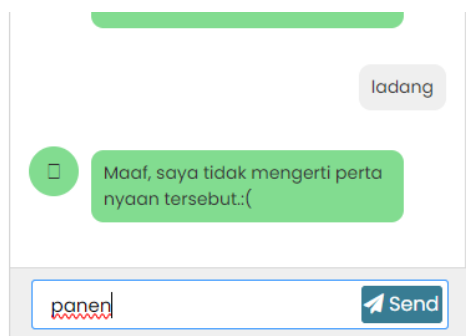 ladang
Maaf, saya tidak mengerti perta
nyaan tersebut.:(
panen
Send